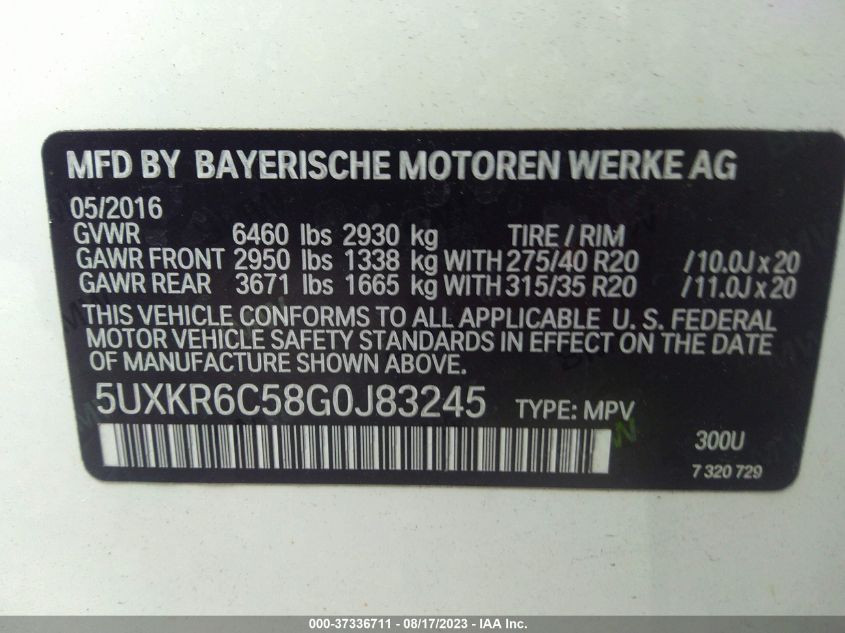 MFD BY BAYERISCHE MOTOREN WERKE AG
05/2016
GVWR 6460 lbs 2930 kg TIRE / RIM
GAWR FRONT 2950 lbs 1338 kg WITH 275/40 R20 /10.0J x 20
GAWR REAR 3671 lbs 1665 kg WITH 315/35 R20 /11.0J x 20
THIS VEHICLE CONFORMS TO ALL APPLICABLE U. S. FEDERAL
MOTOR VEHICLE SAFETY STANDARDS IN EFFECT ON THE DATE
OF MANUFACTURE SHOWN ABOVE.
5UXKR6C58G0J83245 TYPE: MPV
300U
7 320 729
000-37336711 - 08/17/2023 - IAA Inc.